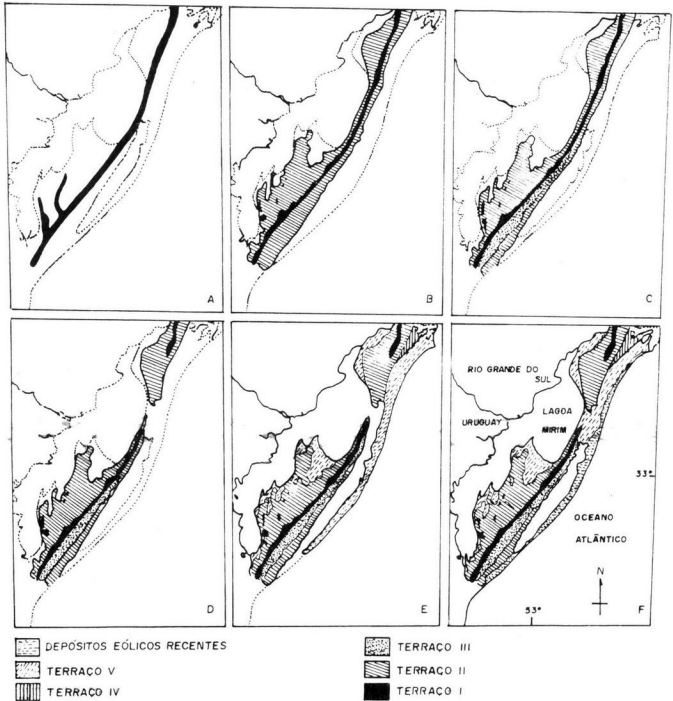 A
B
C
D
E
RIO GRANDE DO
SUL
URUGUAY
LAGOA
MIRIM
33°
OCEANO
ATLÂNTICO
N
53°
F
DEPÓSITOS EÓLICOS RECENTES
TERRAÇO V
TERRAÇO IV
TERRAÇO III
TERRAÇO II
TERRAÇO I